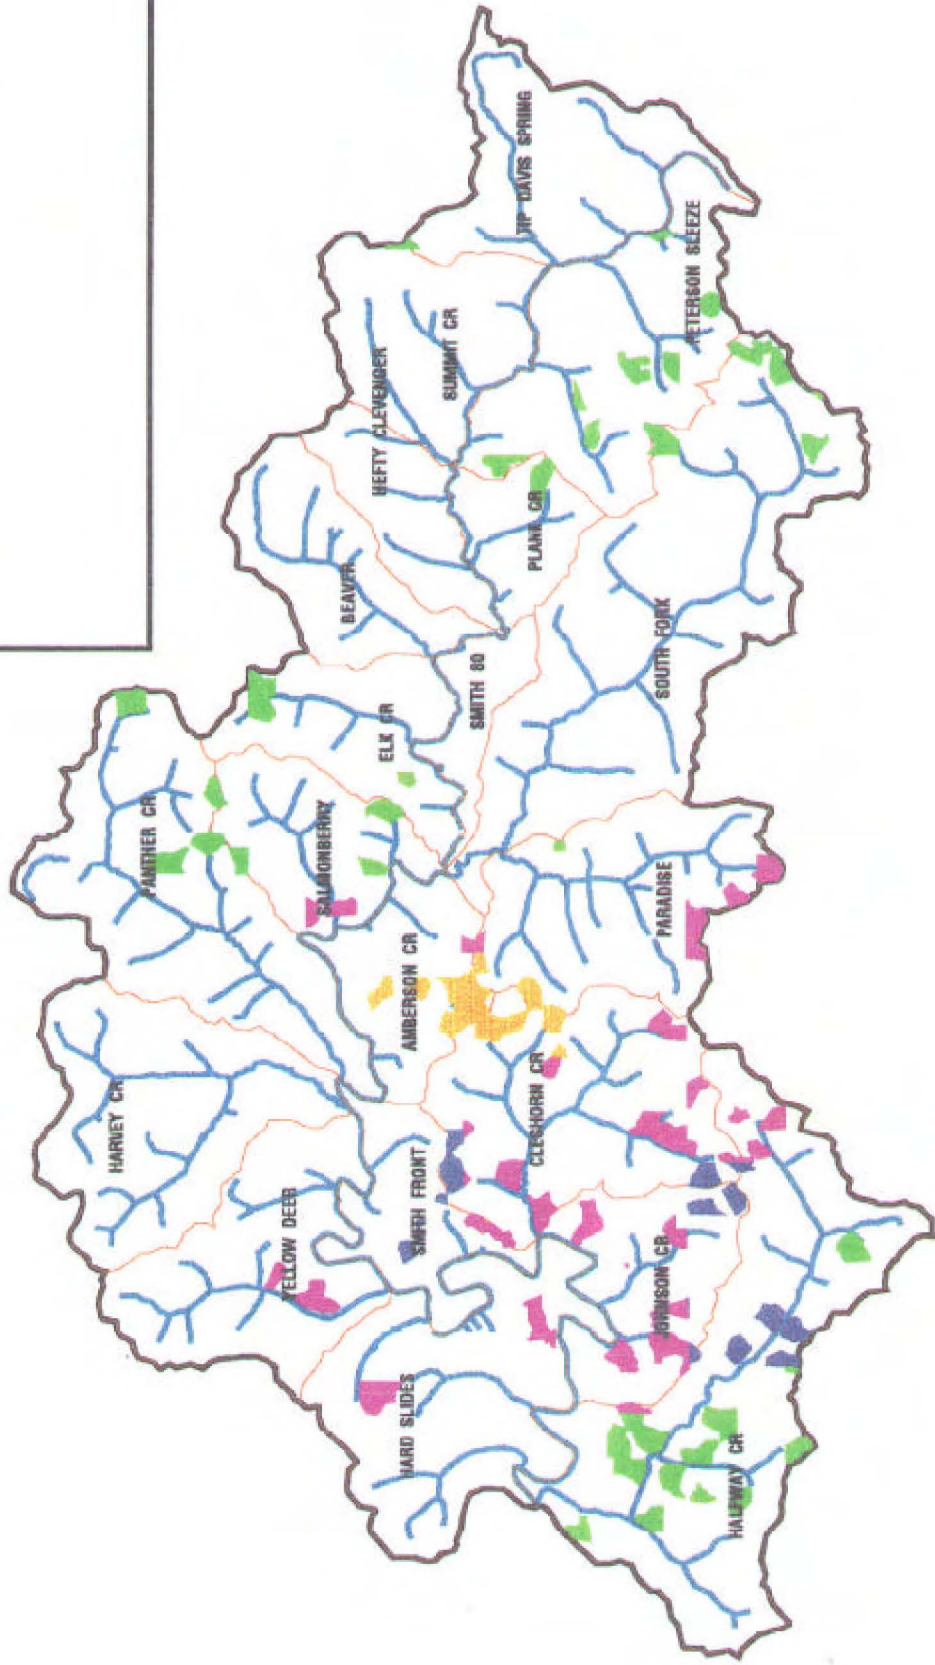 TIP DAVIS SPRING
PETERSON SLEEZE
SUMMIT CR
HEFTY CLEVENGER
PLANK CR
BEAVER
SMITH 80
SOUTH FORK
ELK CR
PANTHER CR
SALMONBERRY
PARADISE
AMBERSON CR
HARVEY CR
CLEGHORN CR
SMITH FRONT
YELLOW DEER
JOHNSON CR
HARD SLIDES
HALFWAY CR